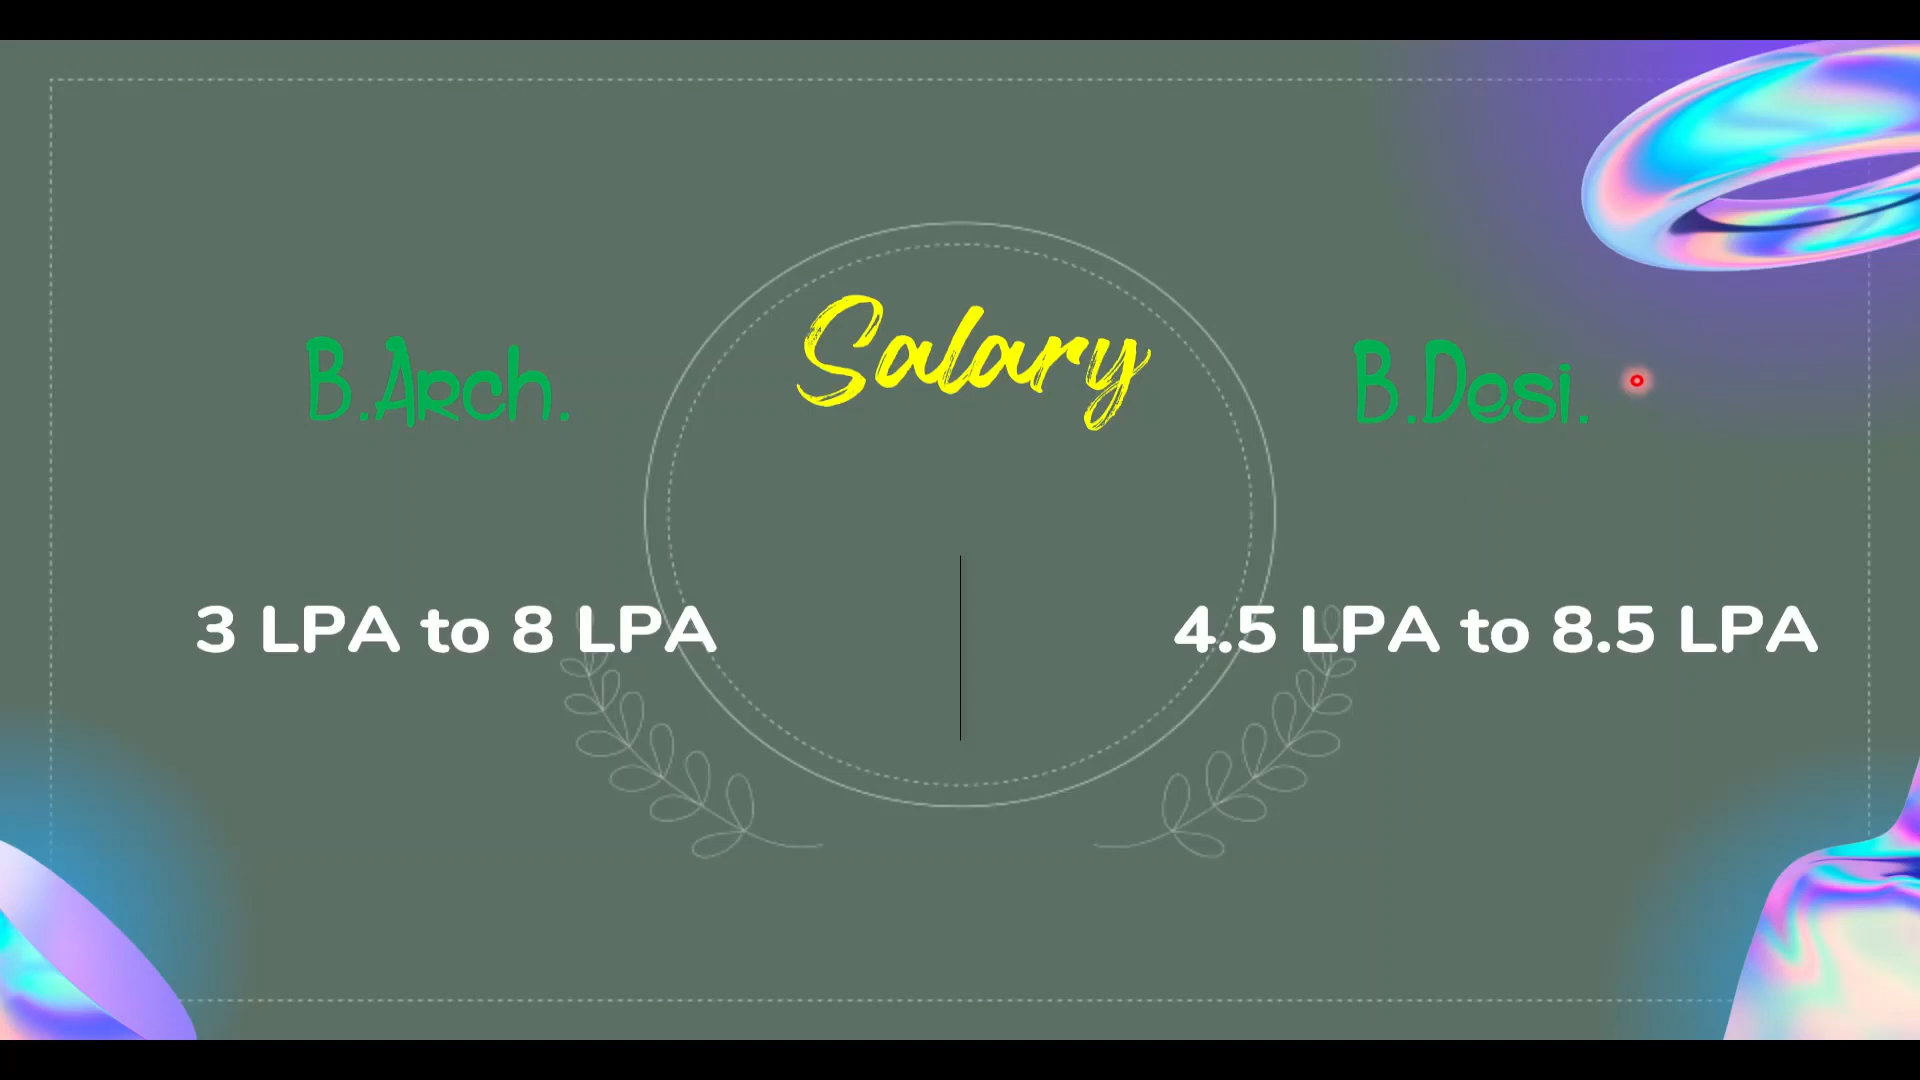 Salary
B.Arch.
B.Desi.
3 LPA to 8 LPA
4.5 LPA to 8.5 LPA